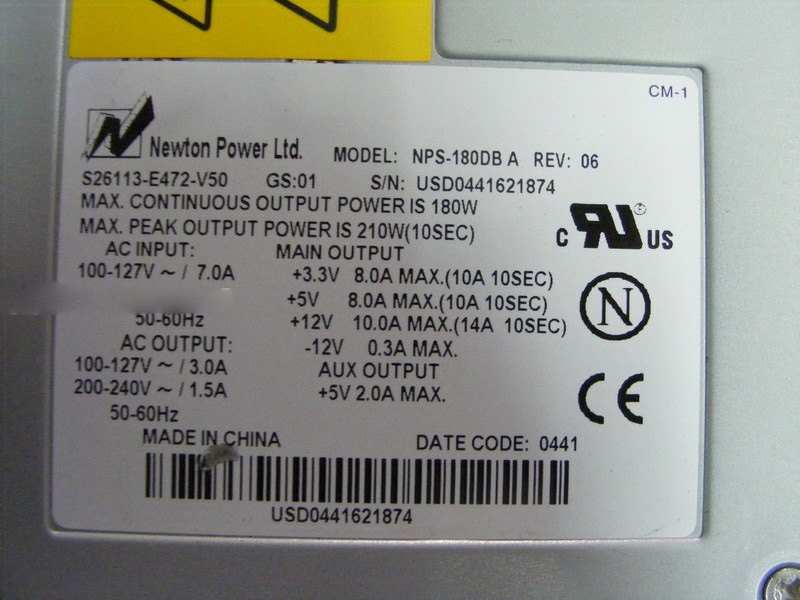 CM-1
N
Newton Power Ltd. MODEL: NPS-180DB A REV: 06
S26113-E472-V50 GS:01 S/N: USD0441621874
MAX. CONTINUOUS OUTPUT POWER IS 180W
MAX. PEAK OUTPUT POWER IS 210W(10SEC)
AC INPUT: MAIN OUTPUT
100-127V ~ / 7.0A +3.3V 8.0A MAX.(10A 10SEC)
+5V 8.0A MAX.(10A 10SEC)
50-60Hz +12V 10.0A MAX.(14A 10SEC)
AC OUTPUT: -12V 0.3A MAX.
100-127V ~ / 3.0A AUX OUTPUT
200-240V ~ / 1.5A +5V 2.0A MAX.
50-60Hz
C RU ® US
N
CE
MADE IN CHINA DATE CODE: 0441
USD0441621874